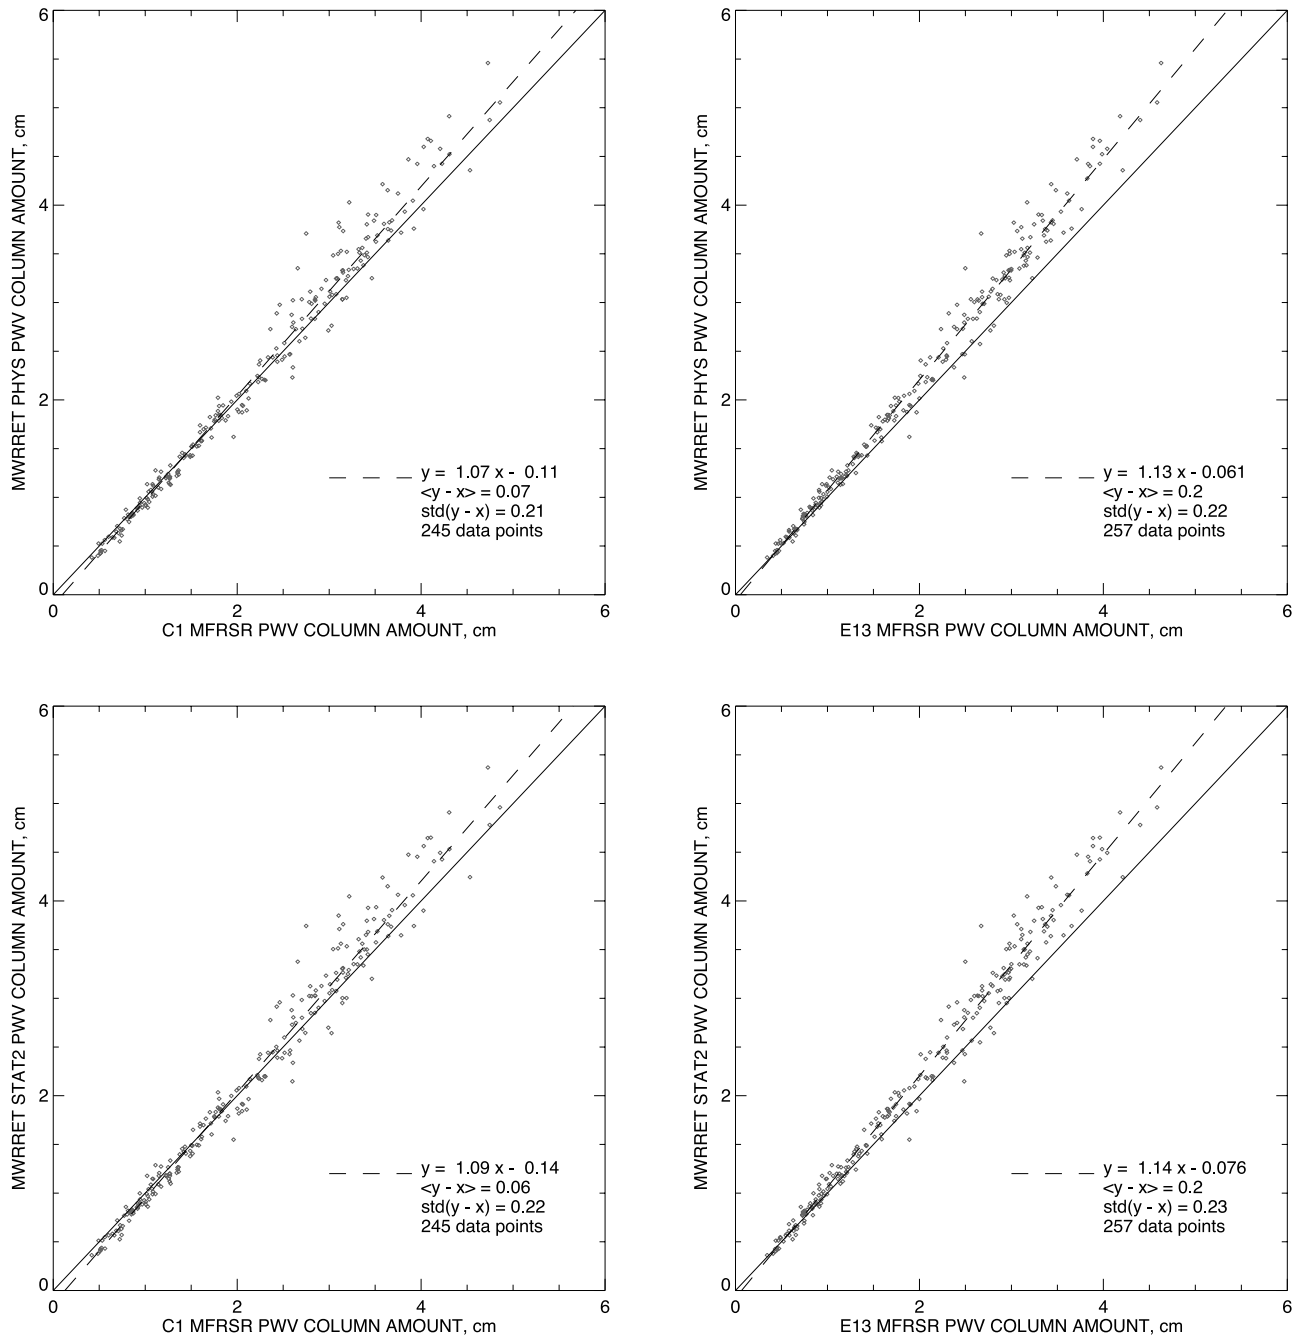 6
4
2
0
0
2
4
6
MWRRET PHYS PWV COLUMN AMOUNT, cm
C1 MFRSR PWV COLUMN AMOUNT, cm
y = 1.07 x - 0.11
<y - x> = 0.07
std(y - x) = 0.21
245 data points
6
4
2
0
0
2
4
6
MWRRET PHYS PWV COLUMN AMOUNT, cm
E13 MFRSR PWV COLUMN AMOUNT, cm
y = 1.13 x - 0.061
<y - x> = 0.2
std(y - x) = 0.22
257 data points
6
4
2
0
0
2
4
6
MWRRET STAT2 PWV COLUMN AMOUNT, cm
C1 MFRSR PWV COLUMN AMOUNT, cm
y = 1.09 x - 0.14
<y - x> = 0.06
std(y - x) = 0.22
245 data points
6
4
2
0
0
2
4
6
MWRRET STAT2 PWV COLUMN AMOUNT, cm
E13 MFRSR PWV COLUMN AMOUNT, cm
y = 1.14 x - 0.076
<y - x> = 0.2
std(y - x) = 0.23
257 data points